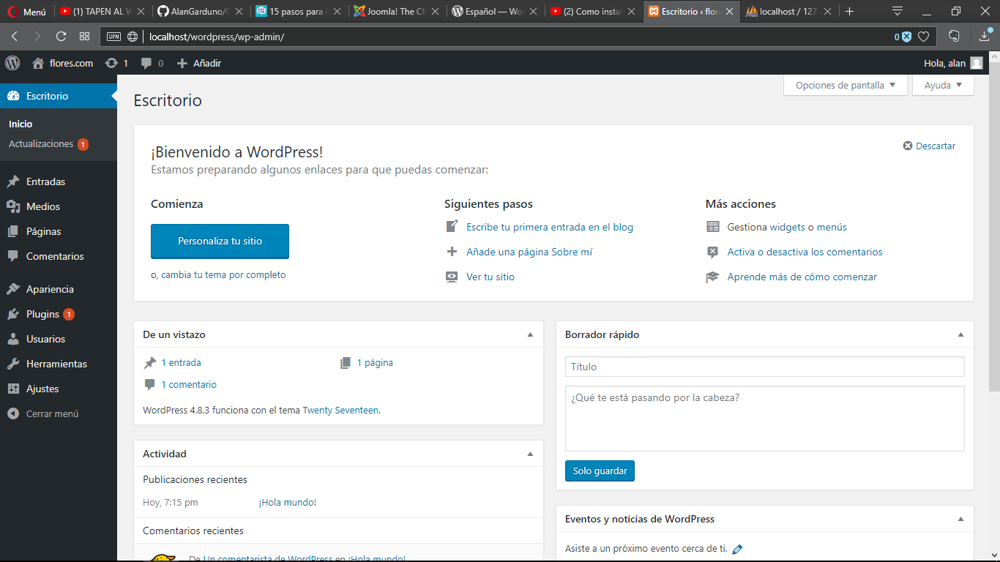 Menú
(1) TAPEN AL W
AlanGarduno/C
15 pasos para i
Joomla! The CM
Español — Wor
(2) Como instal
Escritorio ‹ flor
localhost / 127.
VPN
localhost/wordpress/wp-admin/
0
flores.com
1
0
Añadir
Hola, alan
Escritorio
Inicio
Actualizaciones 1
Entradas
Medios
Páginas
Comentarios
Apariencia
Plugins 1
Usuarios
Herramientas
Ajustes
Cerrar menú
Opciones de pantalla
Ayuda
Escritorio
¡Bienvenido a WordPress!
Descartar
Estamos preparando algunos enlaces para que puedas comenzar:
Comienza
Personaliza tu sitio
o, cambia tu tema por completo
Siguientes pasos
Escribe tu primera entrada en el blog
Añade una página Sobre mí
Ver tu sitio
Más acciones
Gestiona widgets o menús
Activa o desactiva los comentarios
Aprende más de cómo comenzar
De un vistazo
1 entrada
1 página
1 comentario
WordPress 4.8.3 funciona con el tema Twenty Seventeen.
Actividad
Publicaciones recientes
Hoy, 7:15 pm
¡Hola mundo!
Comentarios recientes
De Un comentarista de WordPress en ¡Hola mundo!
Borrador rápido
Título
¿Qué te está pasando por la cabeza?
Solo guardar
Eventos y noticias de WordPress
Asiste a un próximo evento cerca de ti.